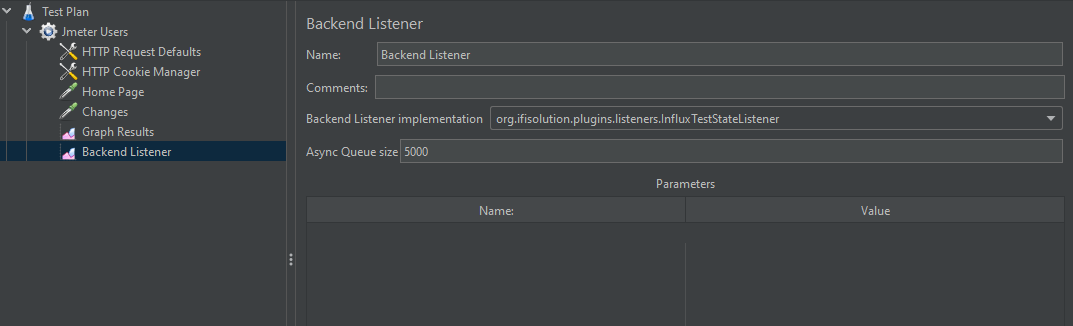 Test Plan
Jmeter Users
HTTP Request Defaults
HTTP Cookie Manager
Home Page
Changes
Graph Results
Backend Listener
Backend Listener
Name: Backend Listener
Comments:
Backend Listener implementation org.ifisolution.plugins.listeners.InfluxTestStateListener
Async Queue size 5000
Parameters
Name: Value